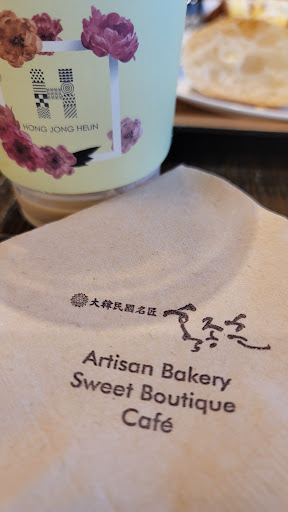 H
HONG JONG HEUN
大韓民國名匠 홍종흔
Artisan Bakery
Sweet Boutique
Café